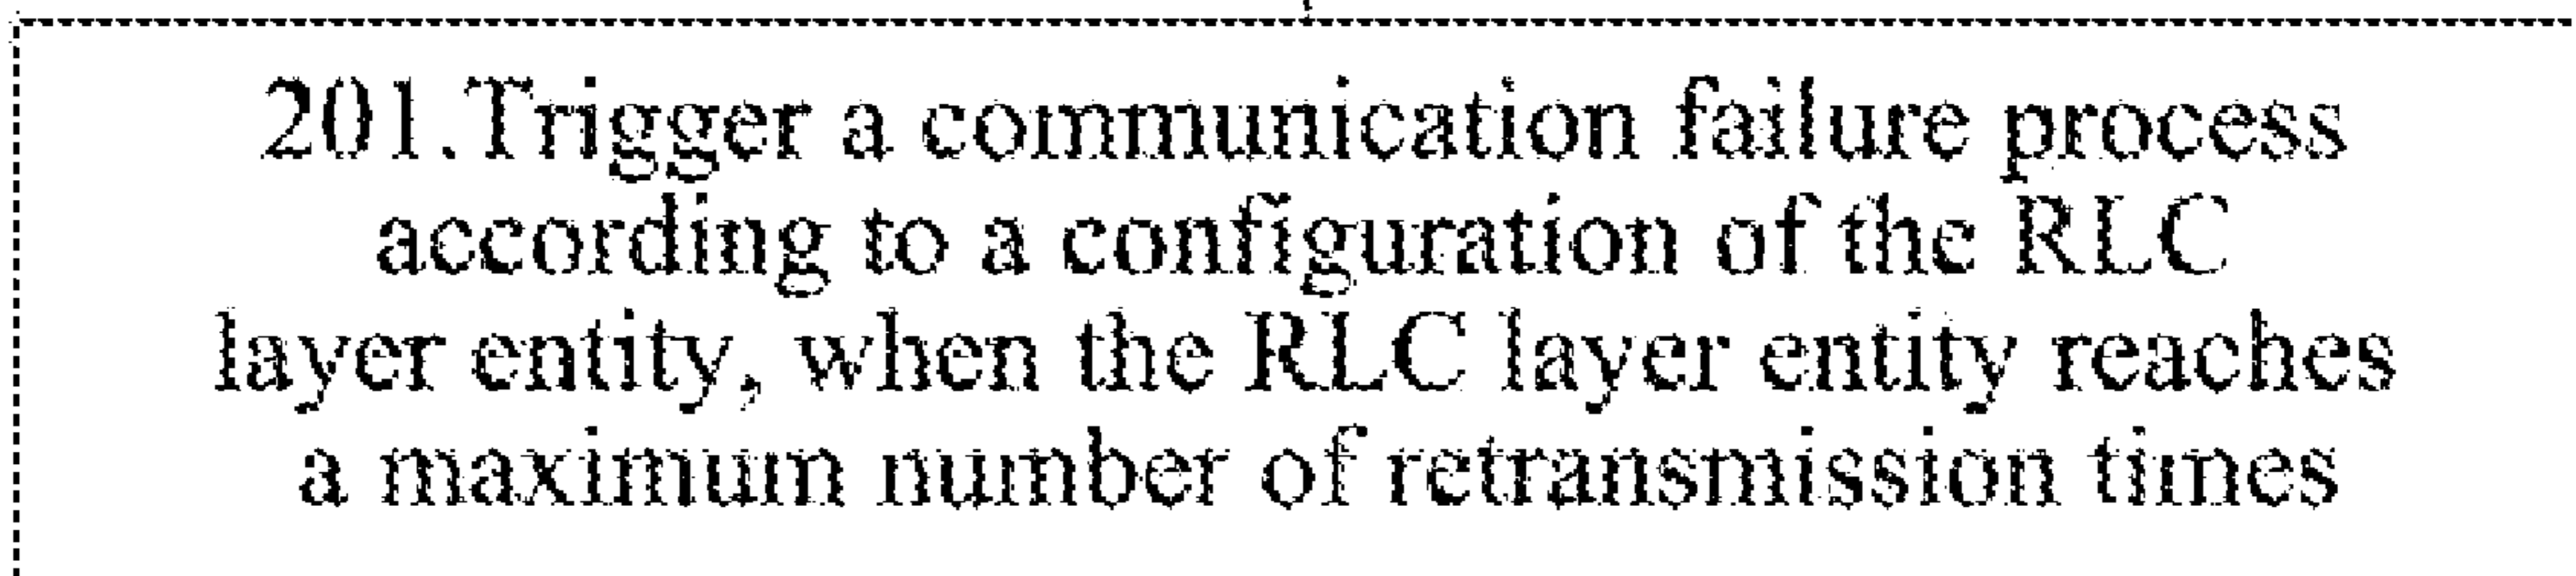 201.Trigger a communication failure process
according to a configuration of the RLC
layer entity, when the RLC layer entity reaches
a maximum number of retransmission times